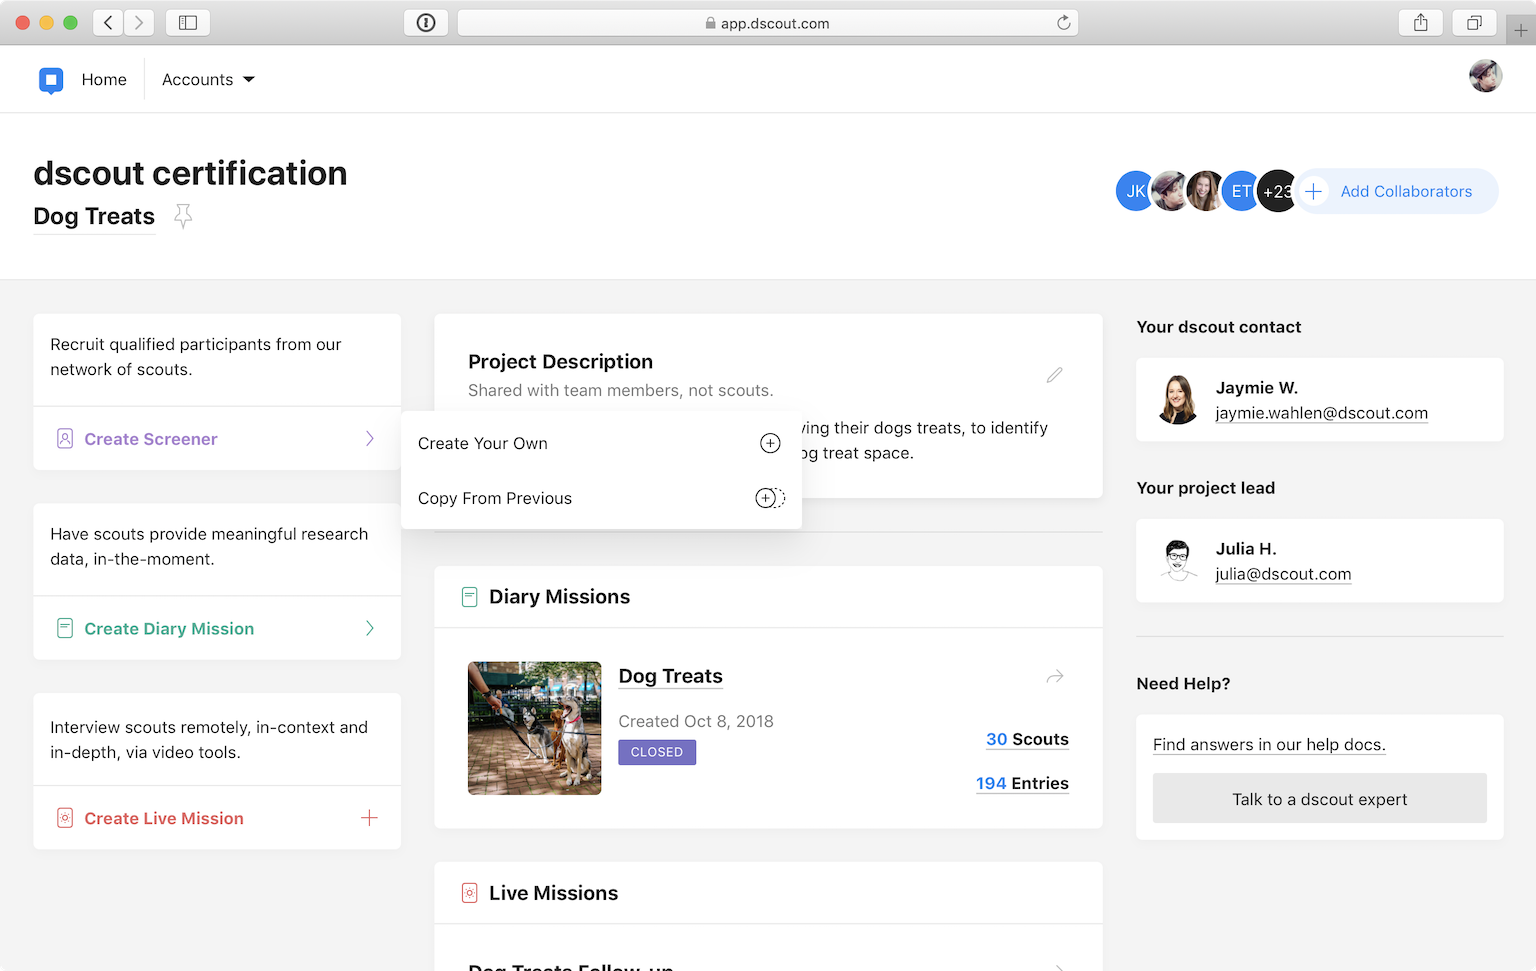 app.dscout.com
Home
Accounts
dscout certification
Dog Treats
JK
ET
+23
Add Collaborators
Recruit qualified participants from our
network of scouts.
Create Screener
Have scouts provide meaningful research
data, in-the-moment.
Create Diary Mission
Interview scouts remotely, in-context and
in-depth, via video tools.
Create Live Mission
Project Description
Shared with team members, not scouts.
their dogs treats, to identify
treat space.
Create Your Own
Copy From Previous
Diary Missions
Dog Treats
Created Oct 8, 2018
CLOSED
30 Scouts
194 Entries
Live Missions
Dog Treats Follow-up
Your dscout contact
Jaymie W.
jaymie.wahlen@dscout.com
Your project lead
Julia H.
julia@dscout.com
Need Help?
Find answers in our help docs.
Talk to a dscout expert